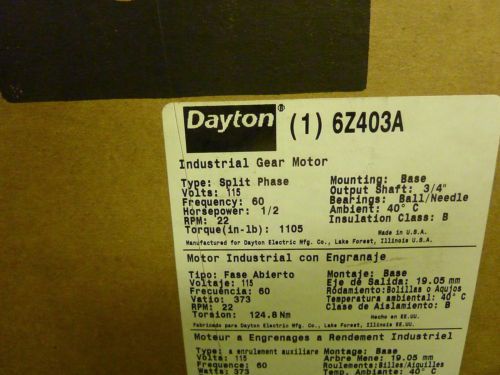 Dayton® (1) 6Z403A
Industrial Gear Motor
Type: Split Phase Mounting: Base
Volts: 115 Output Shaft: 3/4"
Frequency: 60 Bearings: Ball/Needle
Horsepower: 1/2 Ambient: 40° C
RPM: 22 Insulation Class: B
Torque(in-lb): 1105 Made in U.S.A.
Manufactured for Dayton Electric Mfg. Co., Lake Forest, Illinois U.S.A.
Motor Industrial con Engranaje
Tipo: Fase Abierto Montaje: Base
Voltaje: 115 Eje de Salida: 19.05 mm
Frecuencia: 60 Rodamiento: Bolillas o Agujos
Vatio: 373 Temperatura ambiental: 40° C
RPM: 22 Clase de Aislamiento: B
Torsion: 124.8 Nm Hecho en EE.UU.
Fabricado para Dayton Electric Mfg. Co., Lake Forest, Illinois EE.UU.
Moteur a Engrenages a Rendement Industriel
Type: a enrulement auxiliare Montage: Base
Volts: 115 Arbre Mene: 19.05 mm
Frequency: 60 Roulements: Billes/Aiguilles
Watts: 373 Temp. Ambiante: 40° C